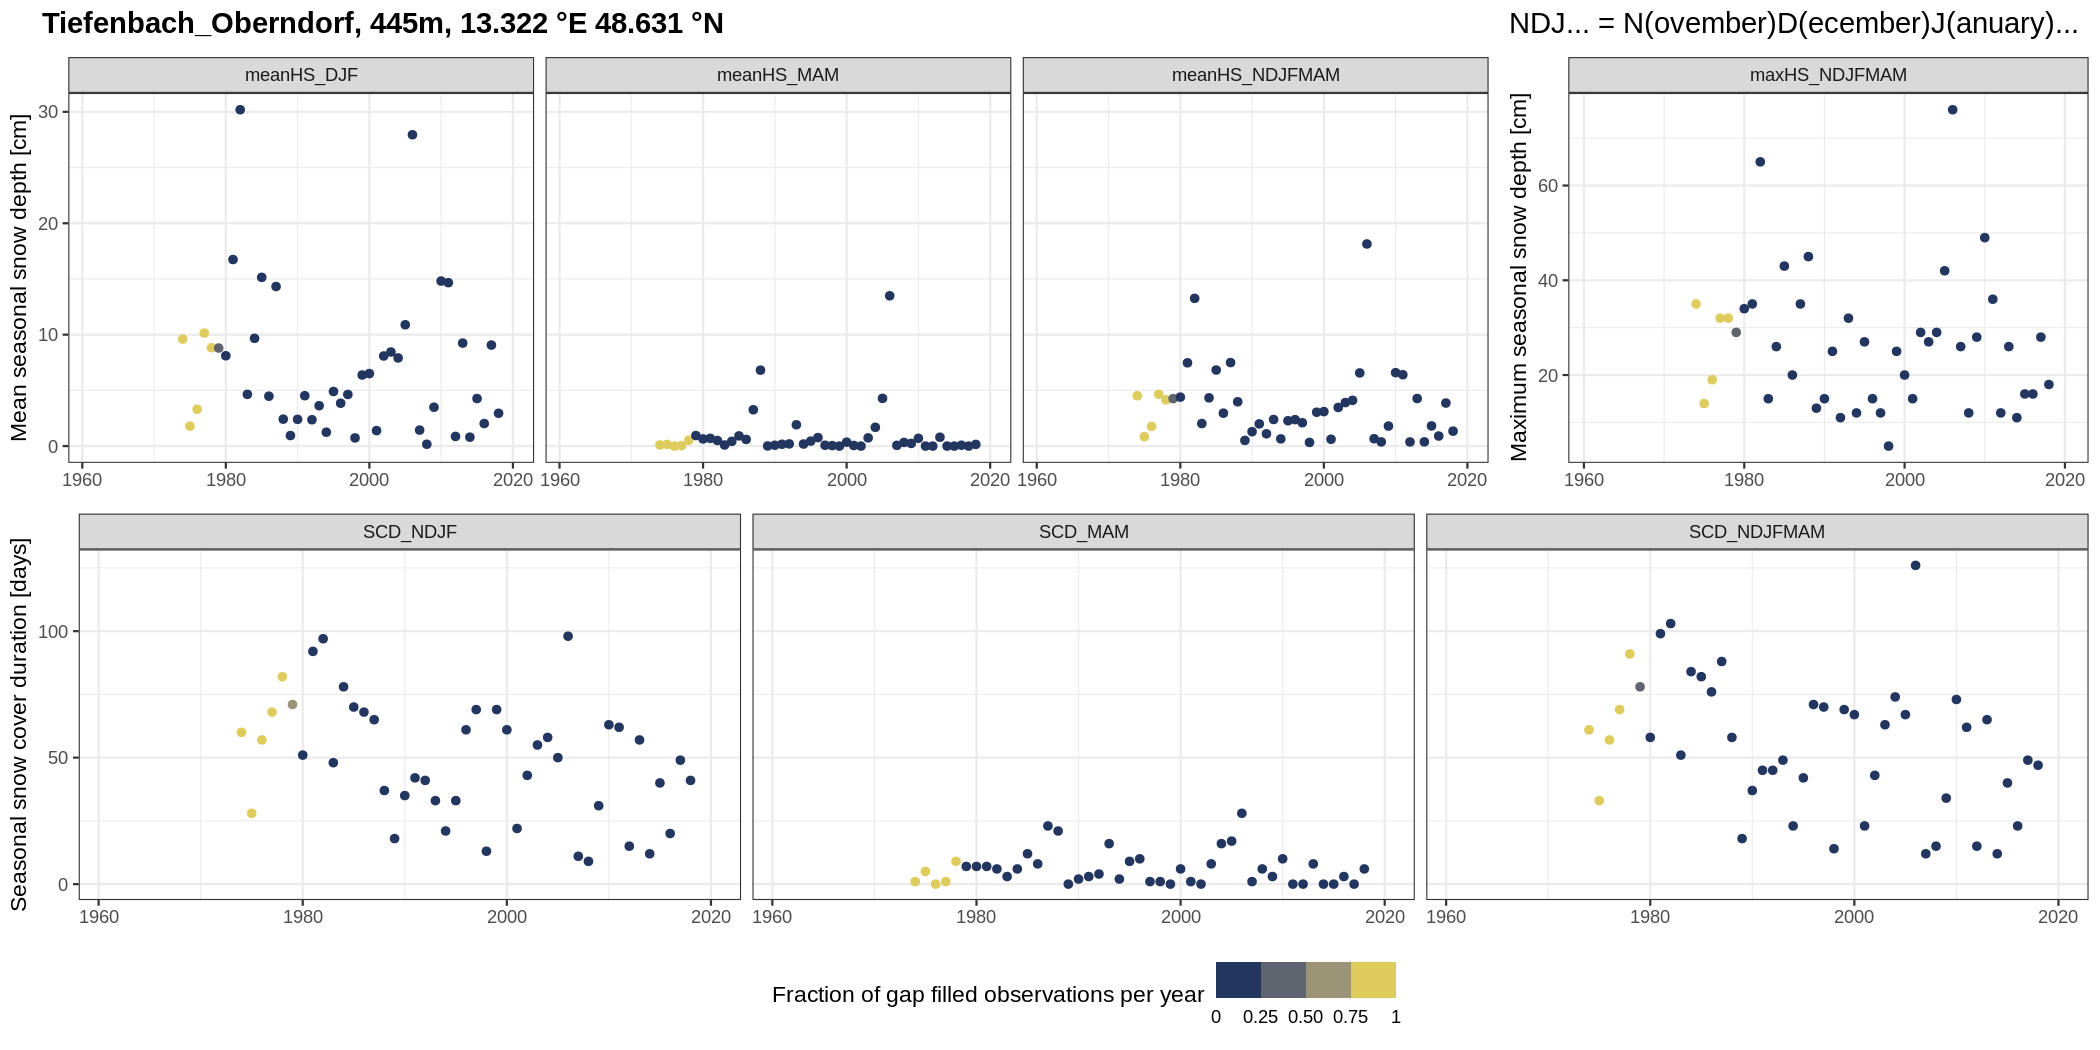 Tiefenbach_Oberndorf, 445m, 13.322 °E 48.631 °N
NDJ... = N(ovember)D(ecember)J(anuary)...
meanHS_DJF
meanHS_MAM
meanHS_NDJFMAM
maxHS_NDJFMAM
Mean seasonal snow depth [cm]
30
20
10
0
1960 1980 2000 2020
1960 1980 2000 2020
1960 1980 2000 2020
Maximum seasonal snow depth [cm]
60
40
20
1960 1980 2000 2020
SCD_NDJF
SCD_MAM
SCD_NDJFMAM
Seasonal snow cover duration [days]
100
50
0
1960 1980 2000 2020
1960 1980 2000 2020
1960 1980 2000 2020
Fraction of gap filled observations per year
0 0.25 0.50 0.75 1